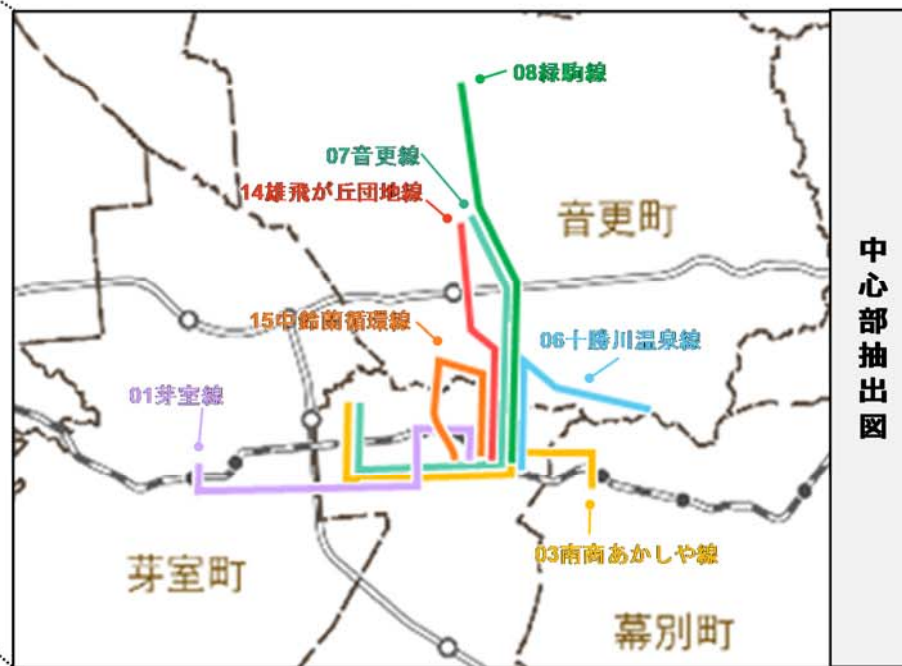 08緑駒線
07音更線
14雄飛が丘団地線
音更町
15中鈴蘭循環線
06十勝川温泉線
01芽室線
03南商あかしや線
芽室町
幕別町
中心部抽出図